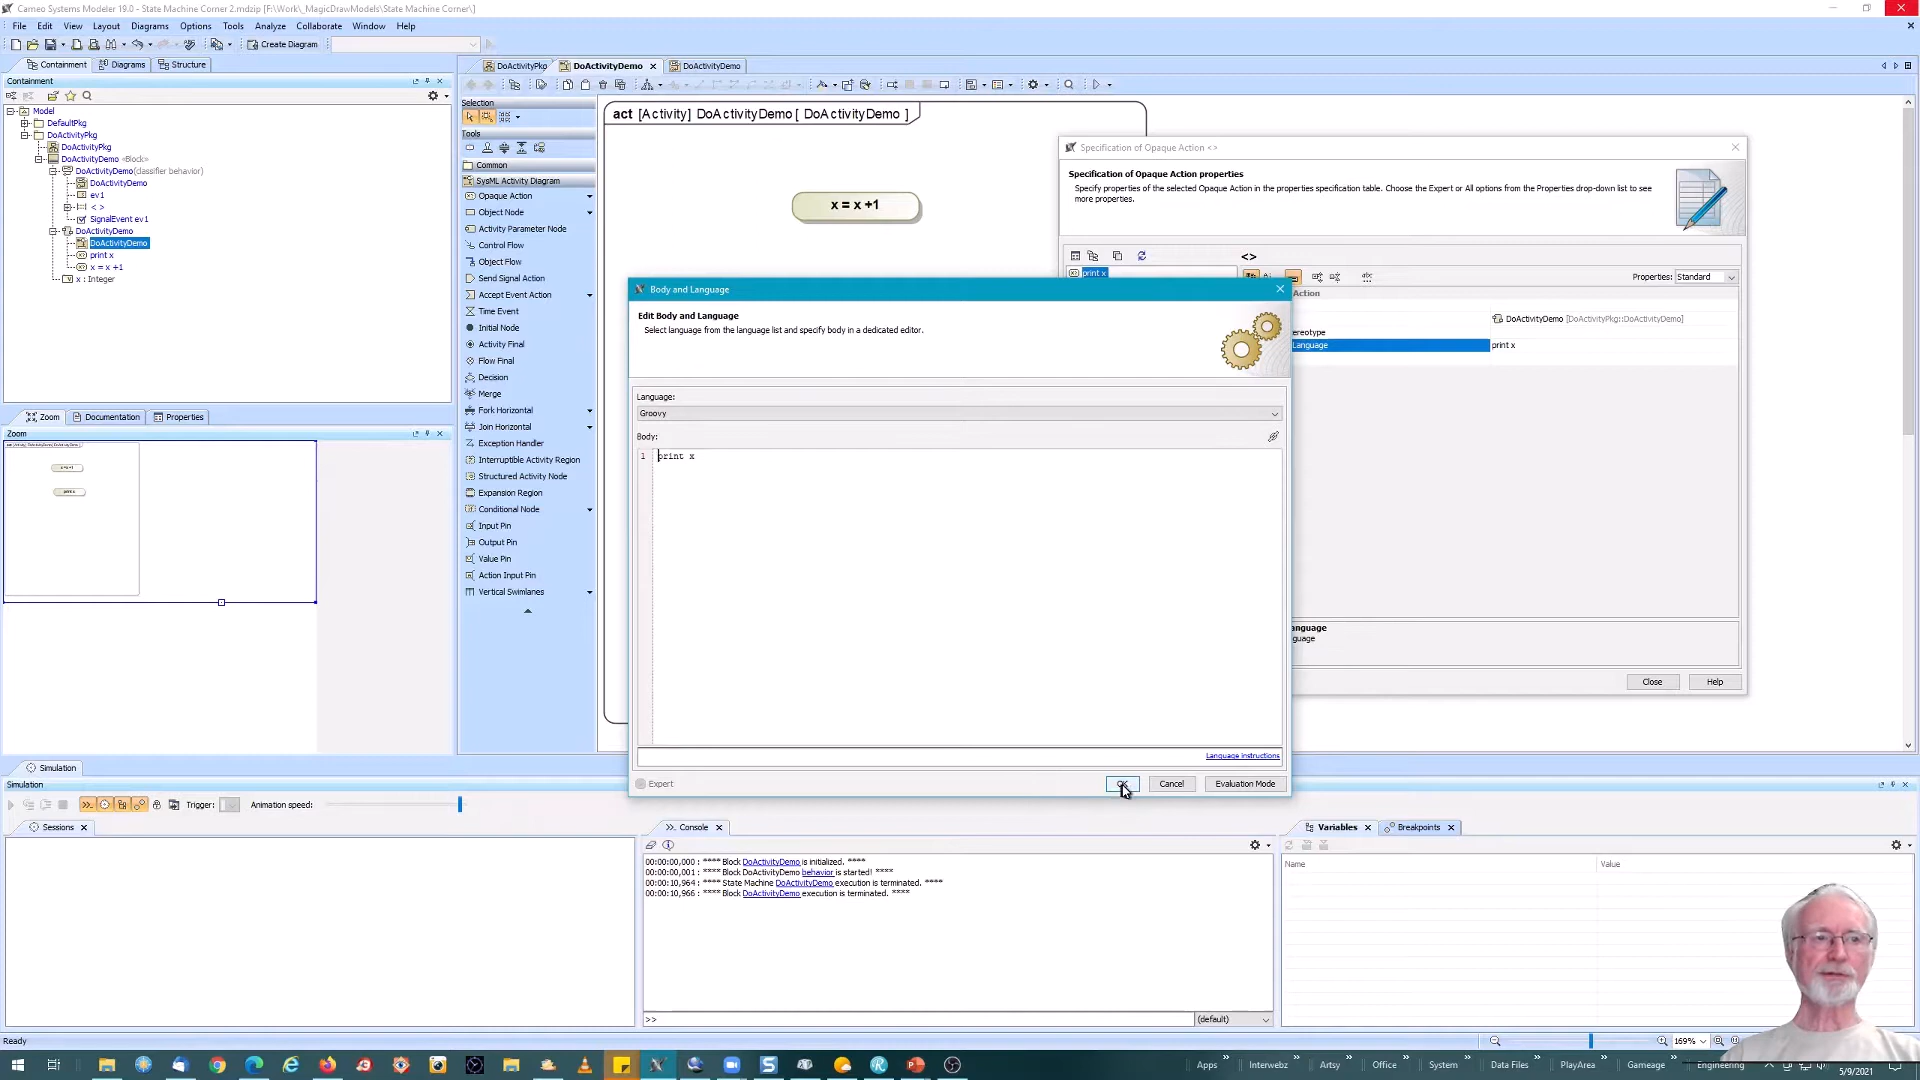 Cameo Systems Modeler 19.0 - State Machine Corner 2.mdzip [F:\Work\_MagicDrawModels\State Machine Corner\]
File Edit View Layout Diagrams Options Tools Analyze Collaborate Window Help
Create Diagram
Containment Diagrams Structure
Containment
Model
DefaultPkg
DoActivityPkg
DoActivityPkg
DoActivityDemo «Block»
DoActivityDemo(classifier behavior)
DoActivityDemo
ev1
< >
SignalEvent ev1
DoActivityDemo
DoActivityDemo
print x
x = x +1
x : Integer
Zoom Documentation Properties
Zoom
DoActivityPkg DoActivityDemo DoActivityDemo
Selection
Tools
Common
SysML Activity Diagram
Opaque Action
Object Node
Activity Parameter Node
Control Flow
Object Flow
Send Signal Action
Accept Event Action
Time Event
Initial Node
Activity Final
Flow Final
Decision
Merge
Fork Horizontal
Join Horizontal
Exception Handler
Interruptible Activity Region
Structured Activity Node
Expansion Region
Conditional Node
Input Pin
Output Pin
Value Pin
Action Input Pin
Vertical Swimlanes
act [Activity] DoActivityDemo [ DoActivityDemo ]
x = x +1
Specification of Opaque Action <>
Specification of Opaque Action properties
Specify properties of the selected Opaque Action in the properties specification table. Choose the Expert or All options from the Properties drop-down list to see
more properties.
<>
print x
Properties: Standard
Action
DoActivityDemo [DoActivityPkg::DoActivityDemo]
ereotype
Language print x
anguage
nguage
Close Help
Body and Language
Edit Body and Language
Select language from the language list and specify body in a dedicated editor.
Language:
Groovy
Body:
1 print x
Language instructions
Expert OK Cancel Evaluation Mode
Simulation
Simulation
Trigger: Animation speed:
Sessions
Console
00:00:00,000 : **** Block DoActivityDemo is initialized. ****
00:00:00,001 : **** Block DoActivityDemo behavior is started! ****
00:00:10,964 : **** State Machine DoActivityDemo execution is terminated. ****
00:00:10,966 : **** Block DoActivityDemo execution is terminated. ****
>> (default)
Variables Breakpoints
Name Value
Ready
169%
Apps Interwebz Artsy Office System Data Files PlayArea Gameage Engineering
5/9/2021